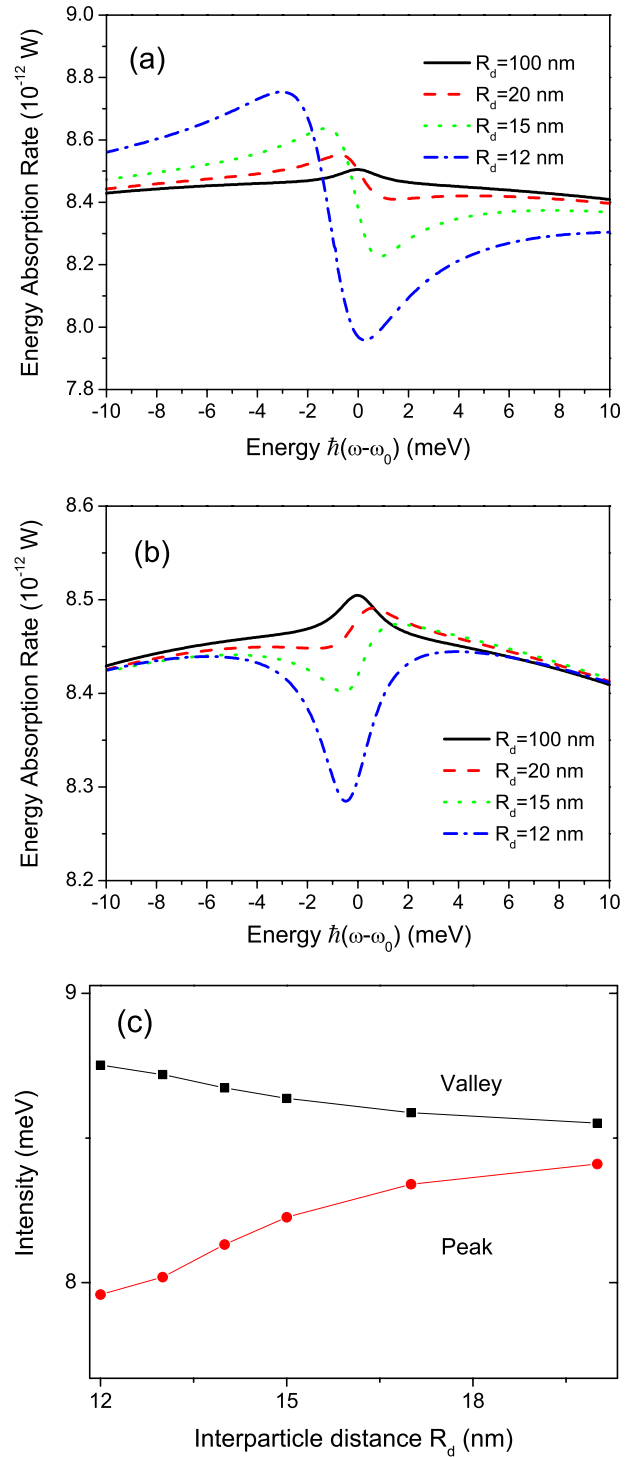 (a)
R_d=100 nm
R_d=20 nm
R_d=15 nm
R_d=12 nm
9.0
8.8
8.6
8.4
8.2
8.0
7.8
Energy Absorption Rate (10^-12 W)
-10 -8 -6 -4 -2 0 2 4 6 8 10
Energy ħ(ω-ω_0) (meV)
(b)
8.6
8.5
8.4
8.3
8.2
Energy Absorption Rate (10^-12 W)
R_d=100 nm
R_d=20 nm
R_d=15 nm
R_d=12 nm
-10 -8 -6 -4 -2 0 2 4 6 8 10
Energy ħ(ω-ω_0) (meV)
(c)
9
8
Intensity (meV)
Valley
Peak
12 15 18
Interparticle distance R_d (nm)